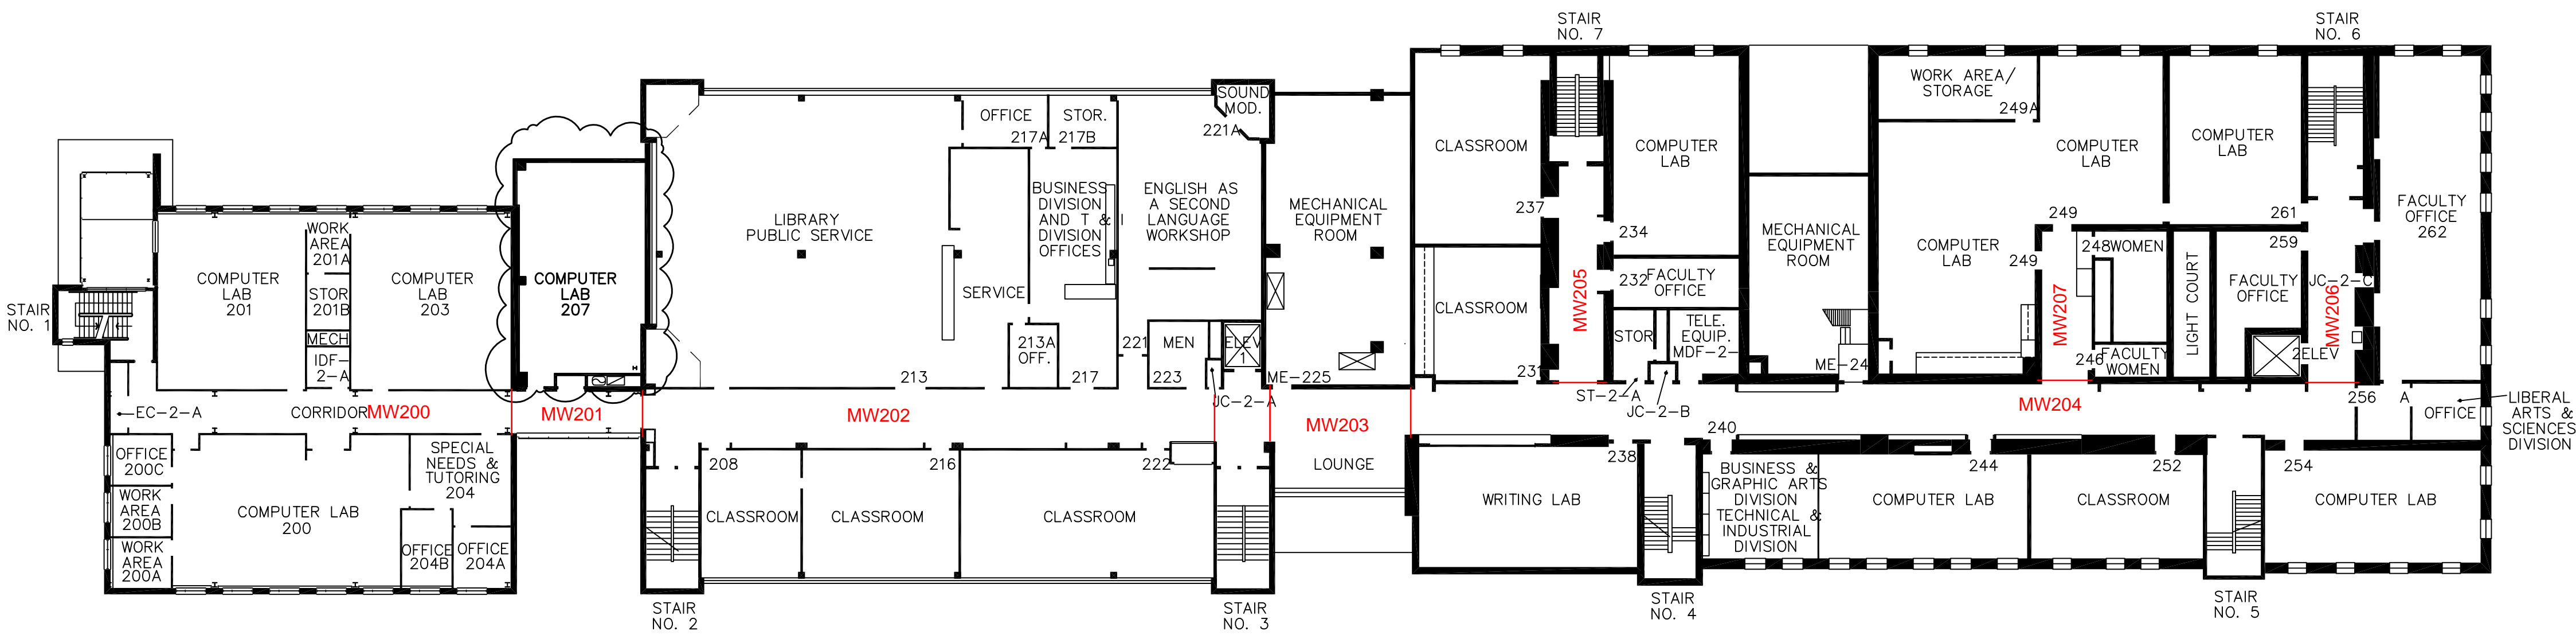 STAIR
NO. 7
STAIR
NO. 6
STAIR
NO. 1
WORK
AREA
201A
COMPUTER
LAB
201
STOR
201B
MECH
IDF-
2-A
COMPUTER
LAB
203
COMPUTER
LAB
207
EC-2-A
CORRIDOR
MW200
MW201
OFFICE
200C
WORK
AREA
200B
WORK
AREA
200A
COMPUTER LAB
200
SPECIAL
NEEDS &
TUTORING
204
OFFICE
204B
OFFICE
204A
LIBRARY
PUBLIC SERVICE
OFFICE
217A
STOR.
217B
SERVICE
BUSINESS
DIVISION
AND T & I
DIVISION
OFFICES
213A
OFF.
213
217
SOUND
MOD.
221A
ENGLISH AS
A SECOND
LANGUAGE
WORKSHOP
221
MEN
223
ELEV
1
JC-2-A
MW202
208
216
222
CLASSROOM
CLASSROOM
CLASSROOM
STAIR
NO. 2
STAIR
NO. 3
MECHANICAL
EQUIPMENT
ROOM
ME-225
MW203
LOUNGE
CLASSROOM
237
CLASSROOM
231
MW205
COMPUTER
LAB
234
232
FACULTY
OFFICE
STOR
TELE.
EQUIP.
MDF-2-
ST-2-A
JC-2-B
MECHANICAL
EQUIPMENT
ROOM
ME-24
WORK AREA/
STORAGE
249A
COMPUTER
LAB
249
COMPUTER
LAB
249
MW207
248
WOMEN
246
FACULTY
WOMEN
LIGHT COURT
COMPUTER
LAB
261
259
FACULTY
OFFICE
2ELEV
JC-2-C
MW206
FACULTY
OFFICE
262
MW204
256
A
OFFICE
LIBERAL
ARTS &
SCIENCES
DIVISION
238
WRITING LAB
240
BUSINESS &
GRAPHIC ARTS
DIVISION
TECHNICAL &
INDUSTRIAL
DIVISION
244
COMPUTER LAB
252
CLASSROOM
254
COMPUTER LAB
STAIR
NO. 4
STAIR
NO. 5